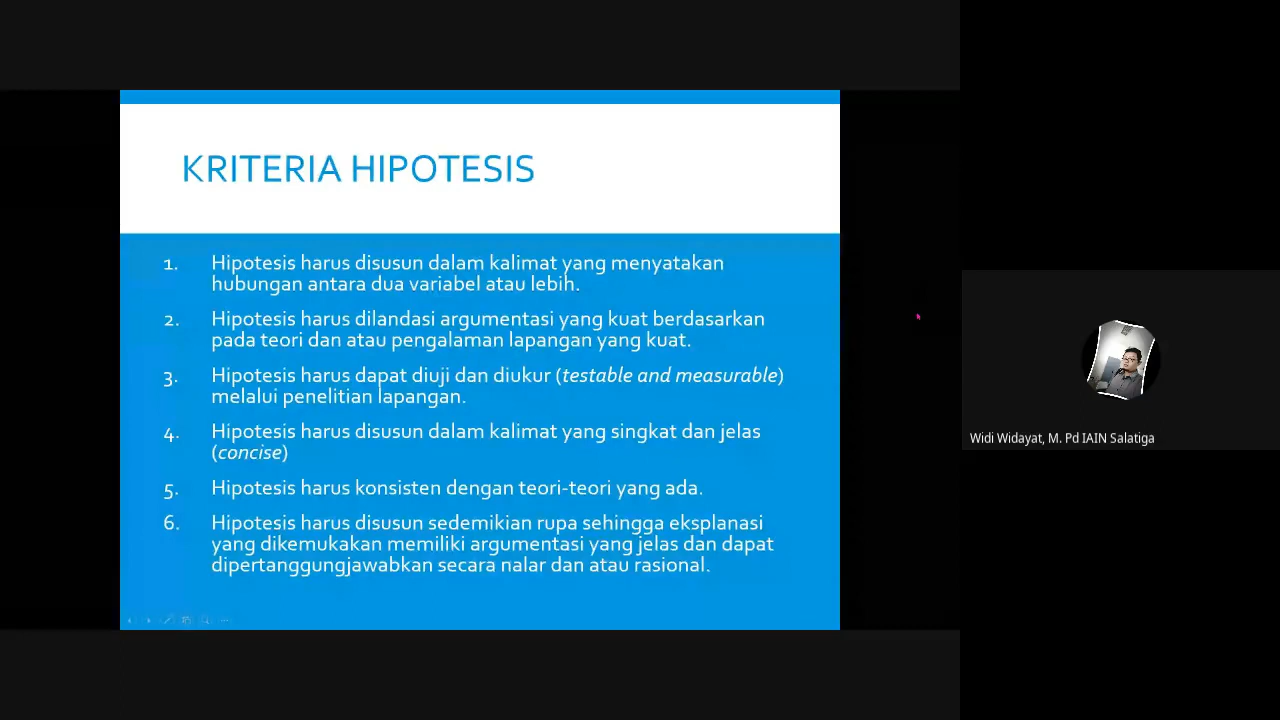 KRITERIA HIPOTESIS
1. Hipotesis harus disusun dalam kalimat yang menyatakan
hubungan antara dua variabel atau lebih.
2. Hipotesis harus dilandasi argumentasi yang kuat berdasarkan
pada teori dan atau pengalaman lapangan yang kuat.
3. Hipotesis harus dapat diuji dan diukur (testable and measurable)
melalui penelitian lapangan.
4. Hipotesis harus disusun dalam kalimat yang singkat dan jelas
(concise)
5. Hipotesis harus konsisten dengan teori-teori yang ada.
6. Hipotesis harus disusun sedemikian rupa sehingga eksplanasi
yang dikemukakan memiliki argumentasi yang jelas dan dapat
dipertanggungjawabkan secara nalar dan atau rasional.
Widi Widayat, M. Pd IAIN Salatiga